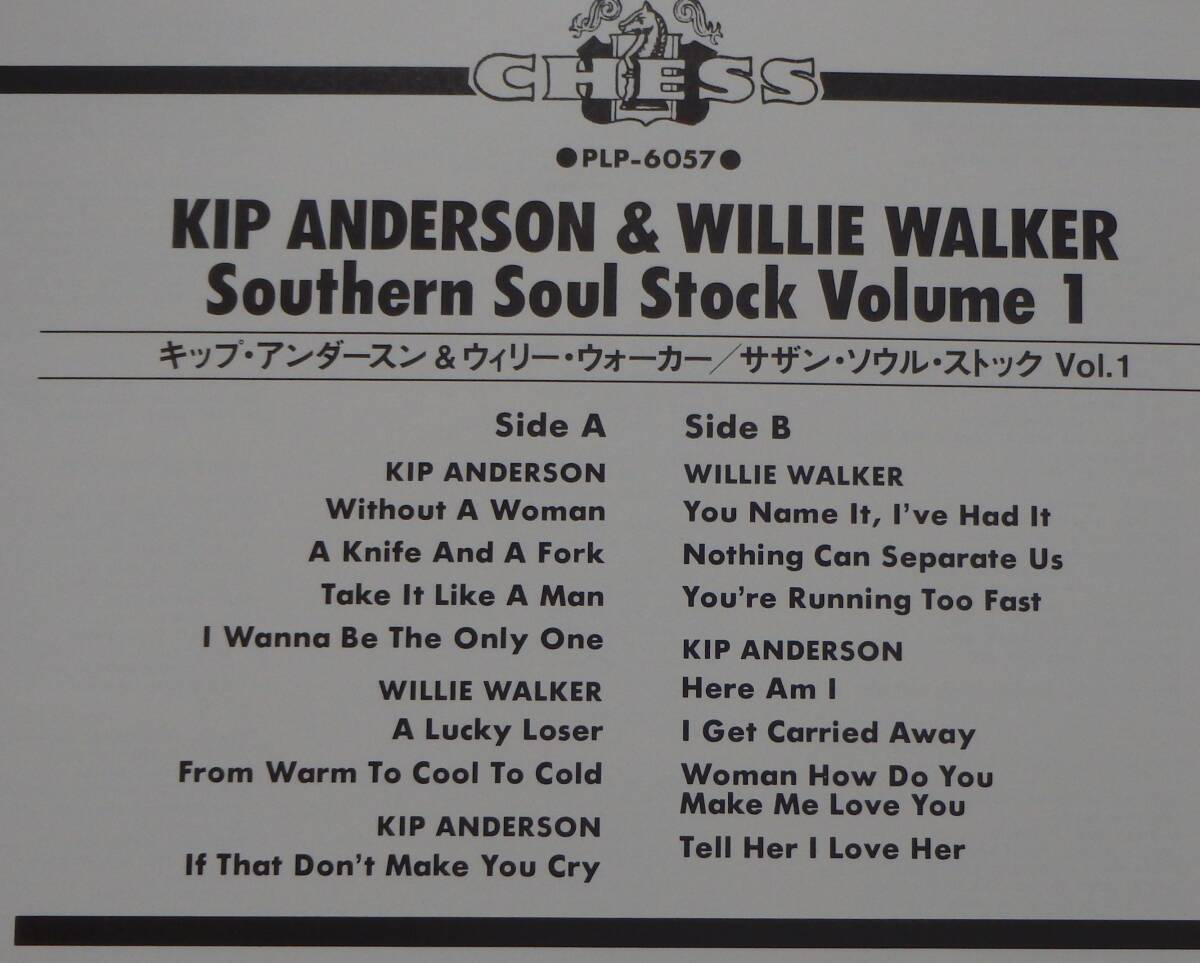 CHESS
●PLP-6057●
KIP ANDERSON & WILLIE WALKER
Southern Soul Stock Volume 1
キップ・アンダースン&ウィリー・ウォーカー/サザン・ソウル・ストック Vol.1
Side A
KIP ANDERSON
Without A Woman
A Knife And A Fork
Take It Like A Man
I Wanna Be The Only One
WILLIE WALKER
A Lucky Loser
From Warm To Cool To Cold
KIP ANDERSON
If That Don't Make You Cry
Side B
WILLIE WALKER
You Name It, I've Had It
Nothing Can Separate Us
You're Running Too Fast
KIP ANDERSON
Here Am I
I Get Carried Away
Woman How Do You
Make Me Love You
Tell Her I Love Her